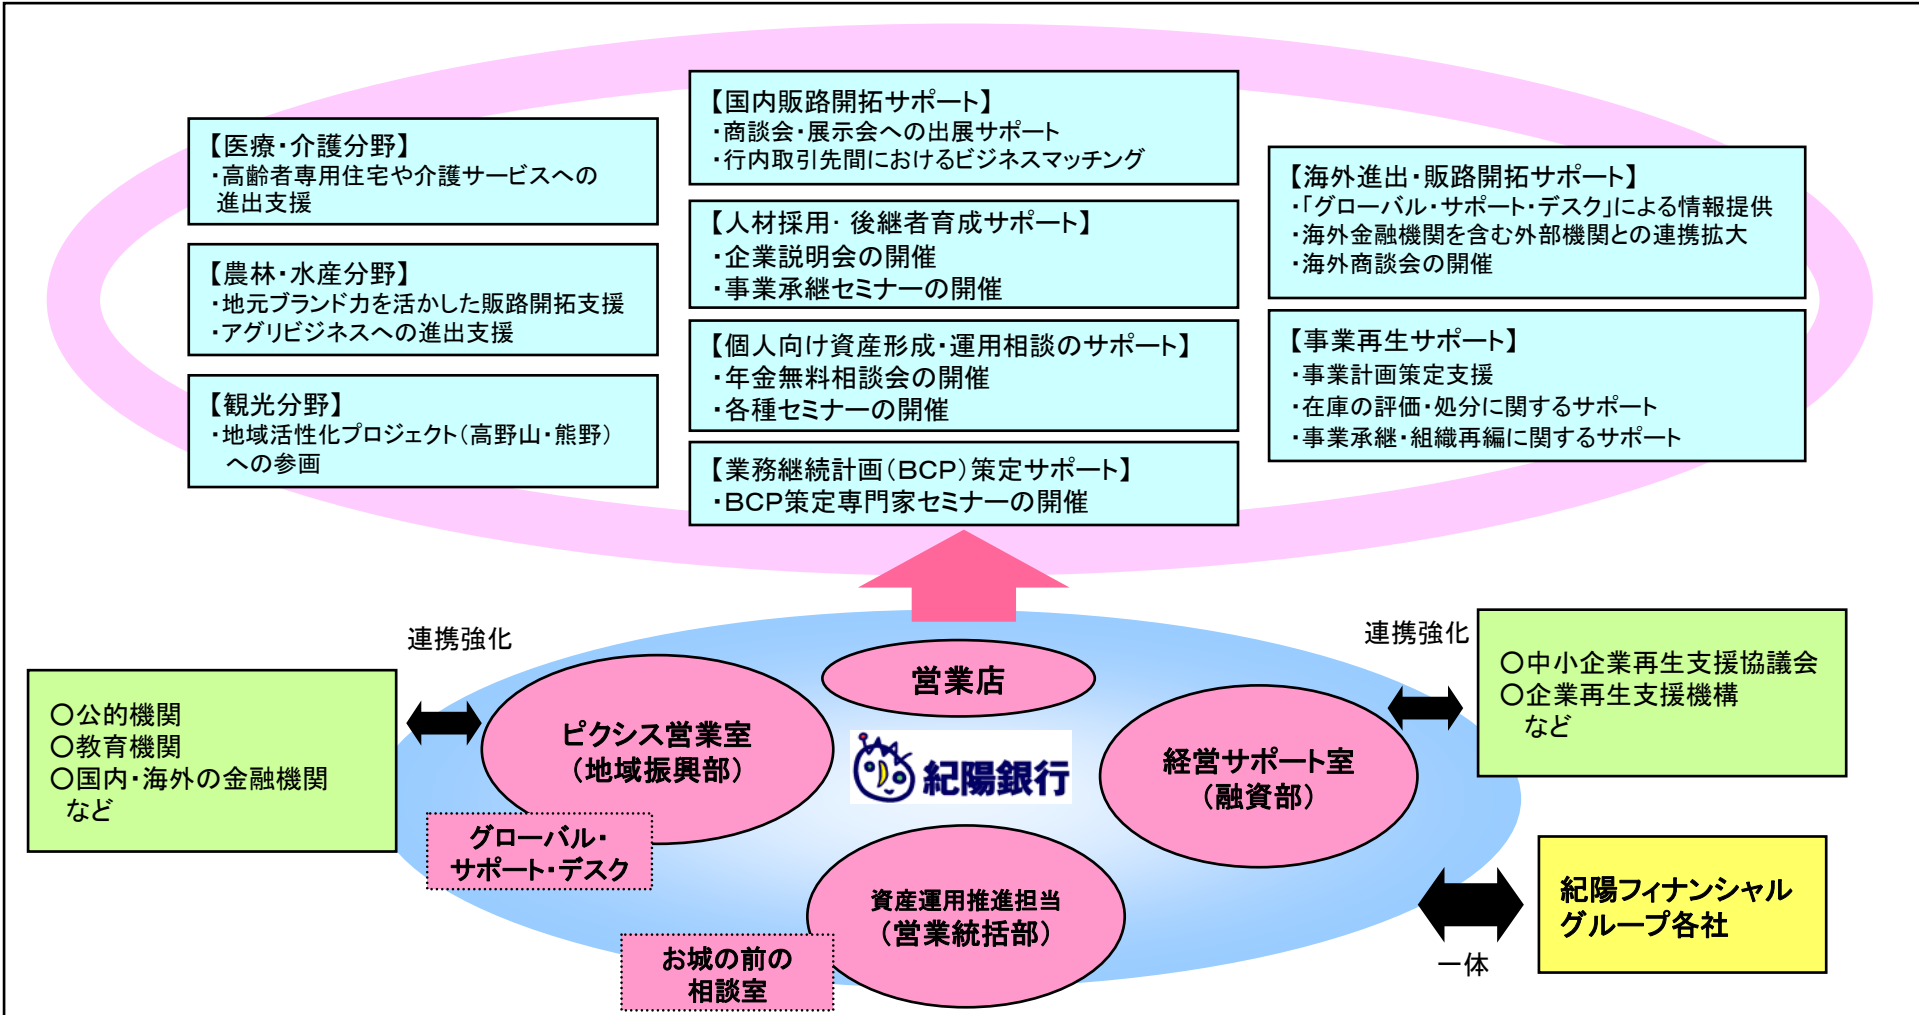 【医療・介護分野】
・高齢者専用住宅や介護サービスへの
進出支援
【農林・水産分野】
・地元ブランド力を活かした販路開拓支援
・アグリビジネスへの進出支援
【観光分野】
・地域活性化プロジェクト（高野山・熊野）
への参画
【国内販路開拓サポート】
・商談会・展示会への出展サポート
・行内取引先間におけるビジネスマッチング
【人材採用・後継者育成サポート】
・企業説明会の開催
・事業承継セミナーの開催
【個人向け資産形成・運用相談のサポート】
・年金無料相談会の開催
・各種セミナーの開催
【業務継続計画（BCP）策定サポート】
・BCP策定専門家セミナーの開催
【海外進出・販路開拓サポート】
・「グローバル・サポート・デスク」による情報提供
・海外金融機関を含む外部機関との連携拡大
・海外商談会の開催
【事業再生サポート】
・事業計画策定支援
・在庫の評価・処分に関するサポート
・事業承継・組織再編に関するサポート
連携強化
○公的機関
○教育機関
○国内・海外の金融機関
など
営業店
ピクシス営業室
（地域振興部）
グローバル・
サポート・デスク
紀陽銀行
経営サポート室
（融資部）
資産運用推進担当
（営業統括部）
お城の前の
相談室
連携強化
○中小企業再生支援協議会
○企業再生支援機構
など
紀陽フィナンシャル
グループ各社
一体